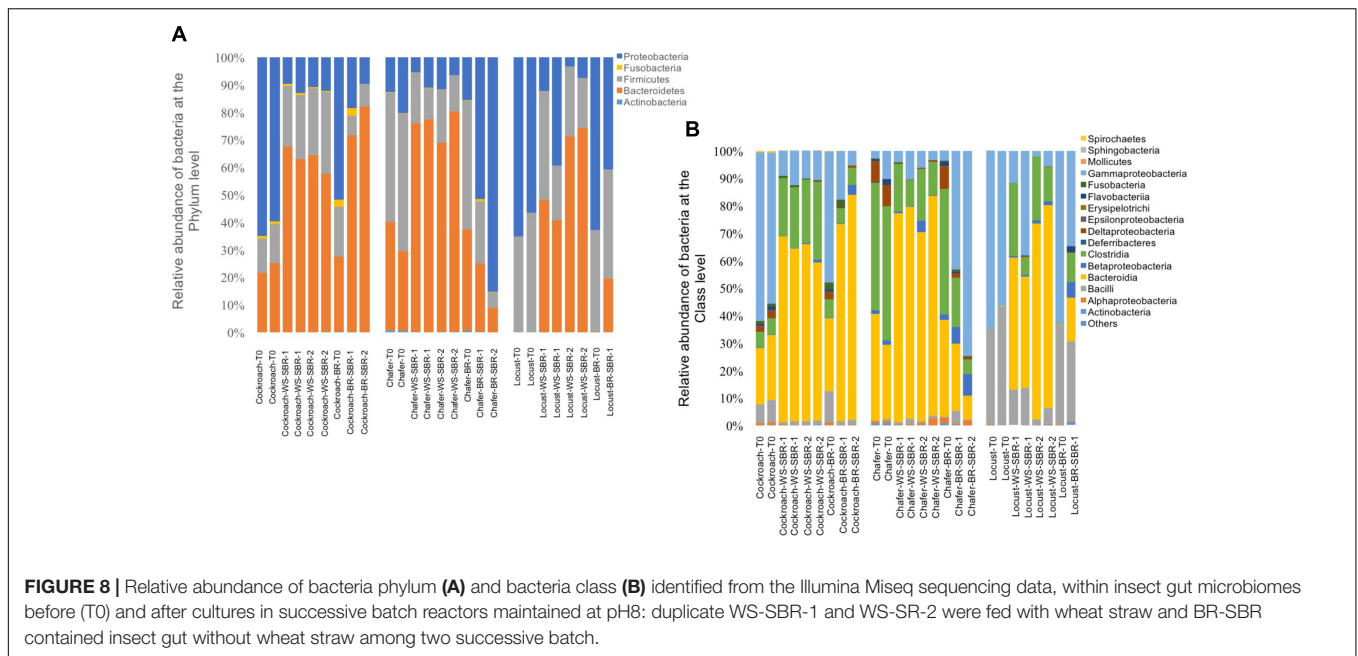 A
Relative abundance of bacteria at the
Phylum level
100%
90%
80%
70%
60%
50%
40%
30%
20%
10%
0%
Proteobacteria
Fusobacteria
Firmicutes
Bacteroidetes
Actinobacteria
Cockroach-T0
Cockroach-T0
Cockroach-WS-SBR-1
Cockroach-WS-SBR-1
Cockroach-WS-SBR-2
Cockroach-WS-SBR-2
Cockroach-BR-T0
Cockroach-BR-SBR-1
Cockroach-BR-SBR-2
Chafer-T0
Chafer-T0
Chafer-WS-SBR-1
Chafer-WS-SBR-1
Chafer-WS-SBR-2
Chafer-WS-SBR-2
Chafer-BR-T0
Chafer-BR-SBR-1
Chafer-BR-SBR-2
Locust-T0
Locust-T0
Locust-WS-SBR-1
Locust-WS-SBR-1
Locust-WS-SBR-2
Locust-WS-SBR-2
Locust-BR-T0
Locust-BR-SBR-1
B
Relative abundance of bacteria at the
Class level
100%
90%
80%
70%
60%
50%
40%
30%
20%
10%
0%
Spirochaetes
Sphingobacteria
Mollicutes
Gammaproteobacteria
Fusobacteria
Flavobacteriia
Erysipelotrichi
Epsilonproteobacteria
Deltaproteobacteria
Deferribacteres
Clostridia
Betaproteobacteria
Bacteroidia
Bacilli
Alphaproteobacteria
Actinobacteria
Others
Cockroach-T0
Cockroach-T0
Cockroach-WS-SBR-1
Cockroach-WS-SBR-1
Cockroach-WS-SBR-2
Cockroach-WS-SBR-2
Cockroach-BR-T0
Cockroach-BR-SBR-1
Cockroach-BR-SBR-2
Chafer-T0
Chafer-T0
Chafer-WS-SBR-1
Chafer-WS-SBR-1
Chafer-WS-SBR-2
Chafer-WS-SBR-2
Chafer-BR-T0
Chafer-BR-SBR-1
Chafer-BR-SBR-2
Locust-T0
Locust-T0
Locust-WS-SBR-1
Locust-WS-SBR-1
Locust-WS-SBR-2
Locust-WS-SBR-2
Locust-BR-T0
Locust-BR-SBR-1
FIGURE 8 | Relative abundance of bacteria phylum (A) and bacteria class (B) identified from the Illumina Miseq sequencing data, within insect gut microbiomes
before (T0) and after cultures in successive batch reactors maintained at pH8: duplicate WS-SBR-1 and WS-SR-2 were fed with wheat straw and BR-SBR
contained insect gut without wheat straw among two successive batch.